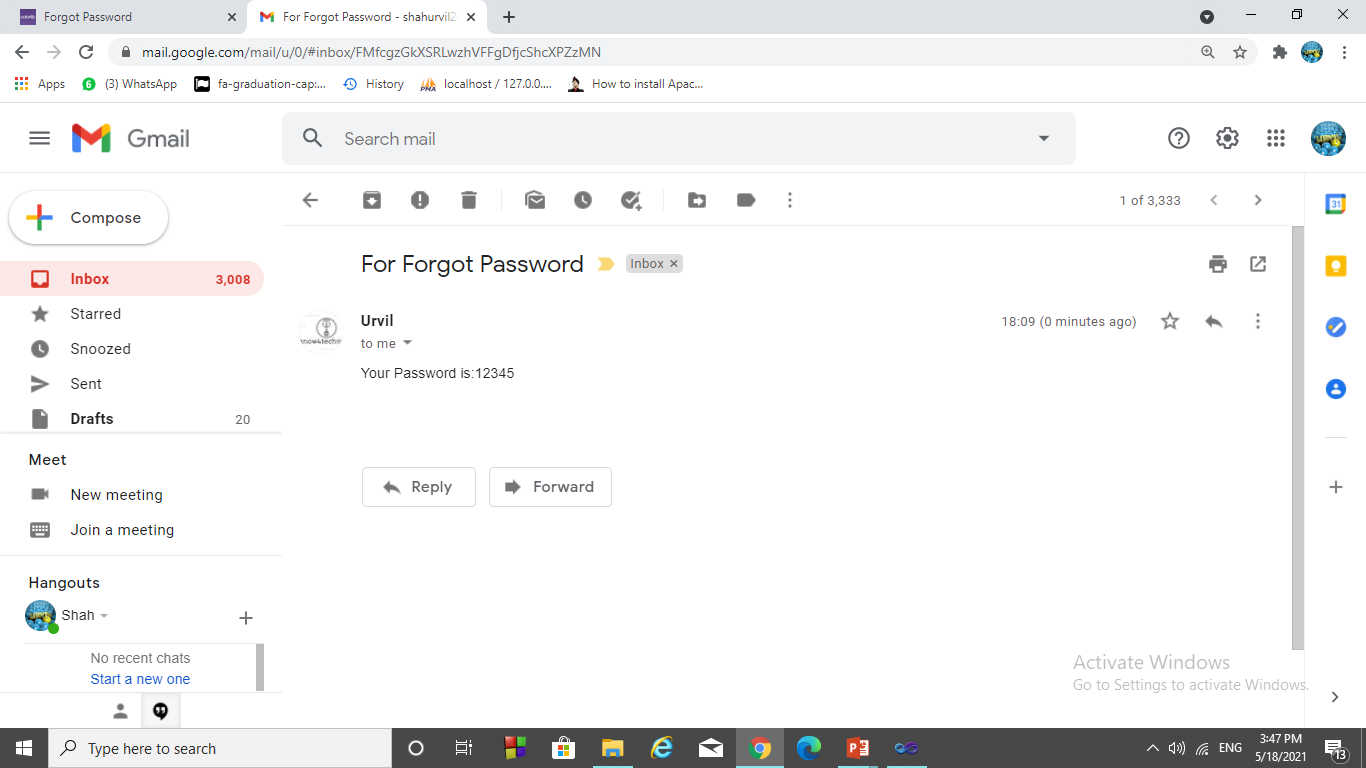 Forgot Password
For Forgot Password - shahurvil2
mail.google.com/mail/u/0/#inbox/FMfcgzGkXSRLwzhVFFgDfjcShcXPZzMN
Apps
6
(3) WhatsApp
fa-graduation-cap:...
History
PMA
localhost / 127.0.0....
How to install Apac...
Gmail
Search mail
Compose
1 of 3,333
31
Inbox 3,008
Starred
Snoozed
Sent
Drafts 20
For Forgot Password
Inbox ×
Urvil
18:09 (0 minutes ago)
to me
Your Password is:12345
Reply
Forward
Meet
New meeting
Join a meeting
Hangouts
Shah
No recent chats
Start a new one
Activate Windows
Go to Settings to activate Windows.
Type here to search
ENG
3:47 PM
5/18/2021
13